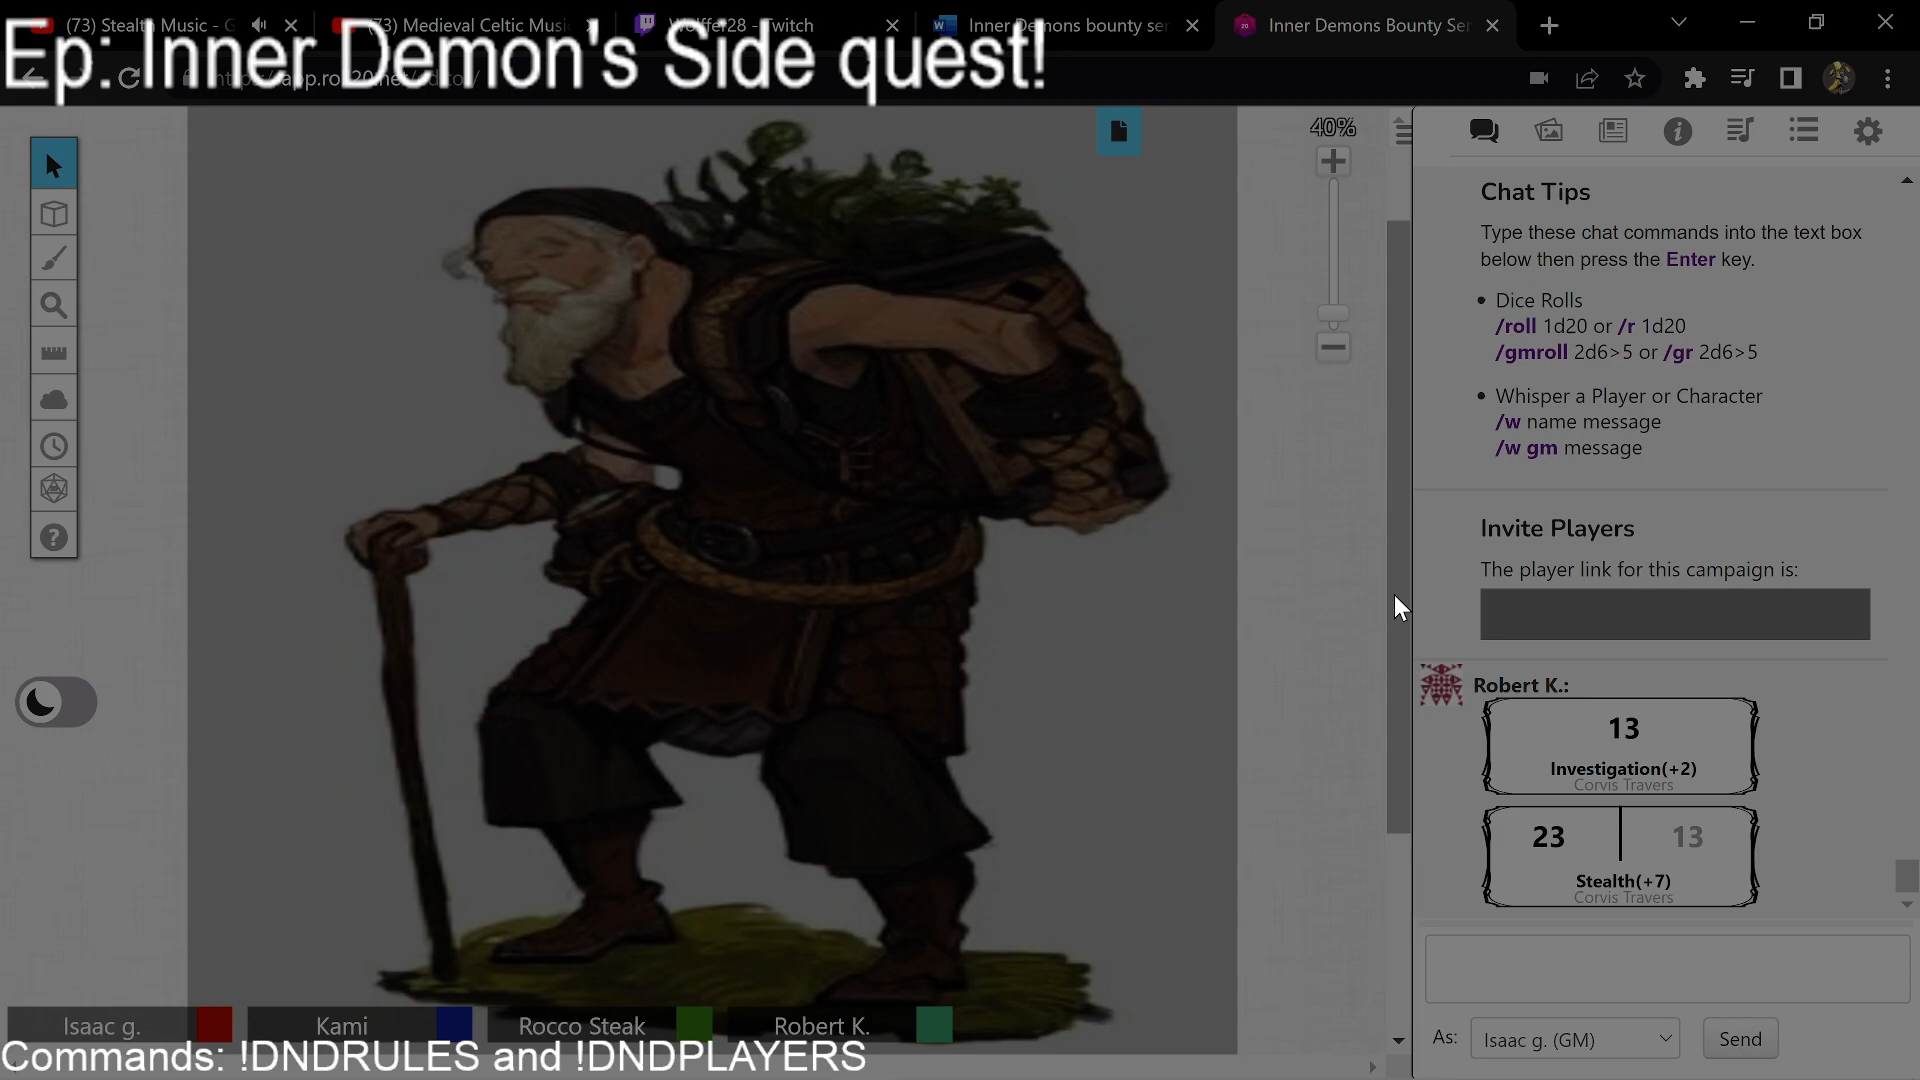 (73) Stealth Music - G
(73) Medieval Celtic Musi
Wolffer28 - Twitch
Inner Demons bounty ser
Inner Demons Bounty Ser
Ep: Inner Demon's Side quest!
40%
Chat Tips
Type these chat commands into the text box
below then press the Enter key.
Dice Rolls
/roll 1d20 or /r 1d20
/gmroll 2d6>5 or /gr 2d6>5
Whisper a Player or Character
/w name message
/w gm message
Invite Players
The player link for this campaign is:
Robert K.:
13
Investigation(+2)
Corvis Travers
23 13
Stealth(+7)
Corvis Travers
Isaac g.
Kami
Rocco Steak
Robert K.
As: Isaac g. (GM) Send
Commands: !DNDRULES and !DNDPLAYERS